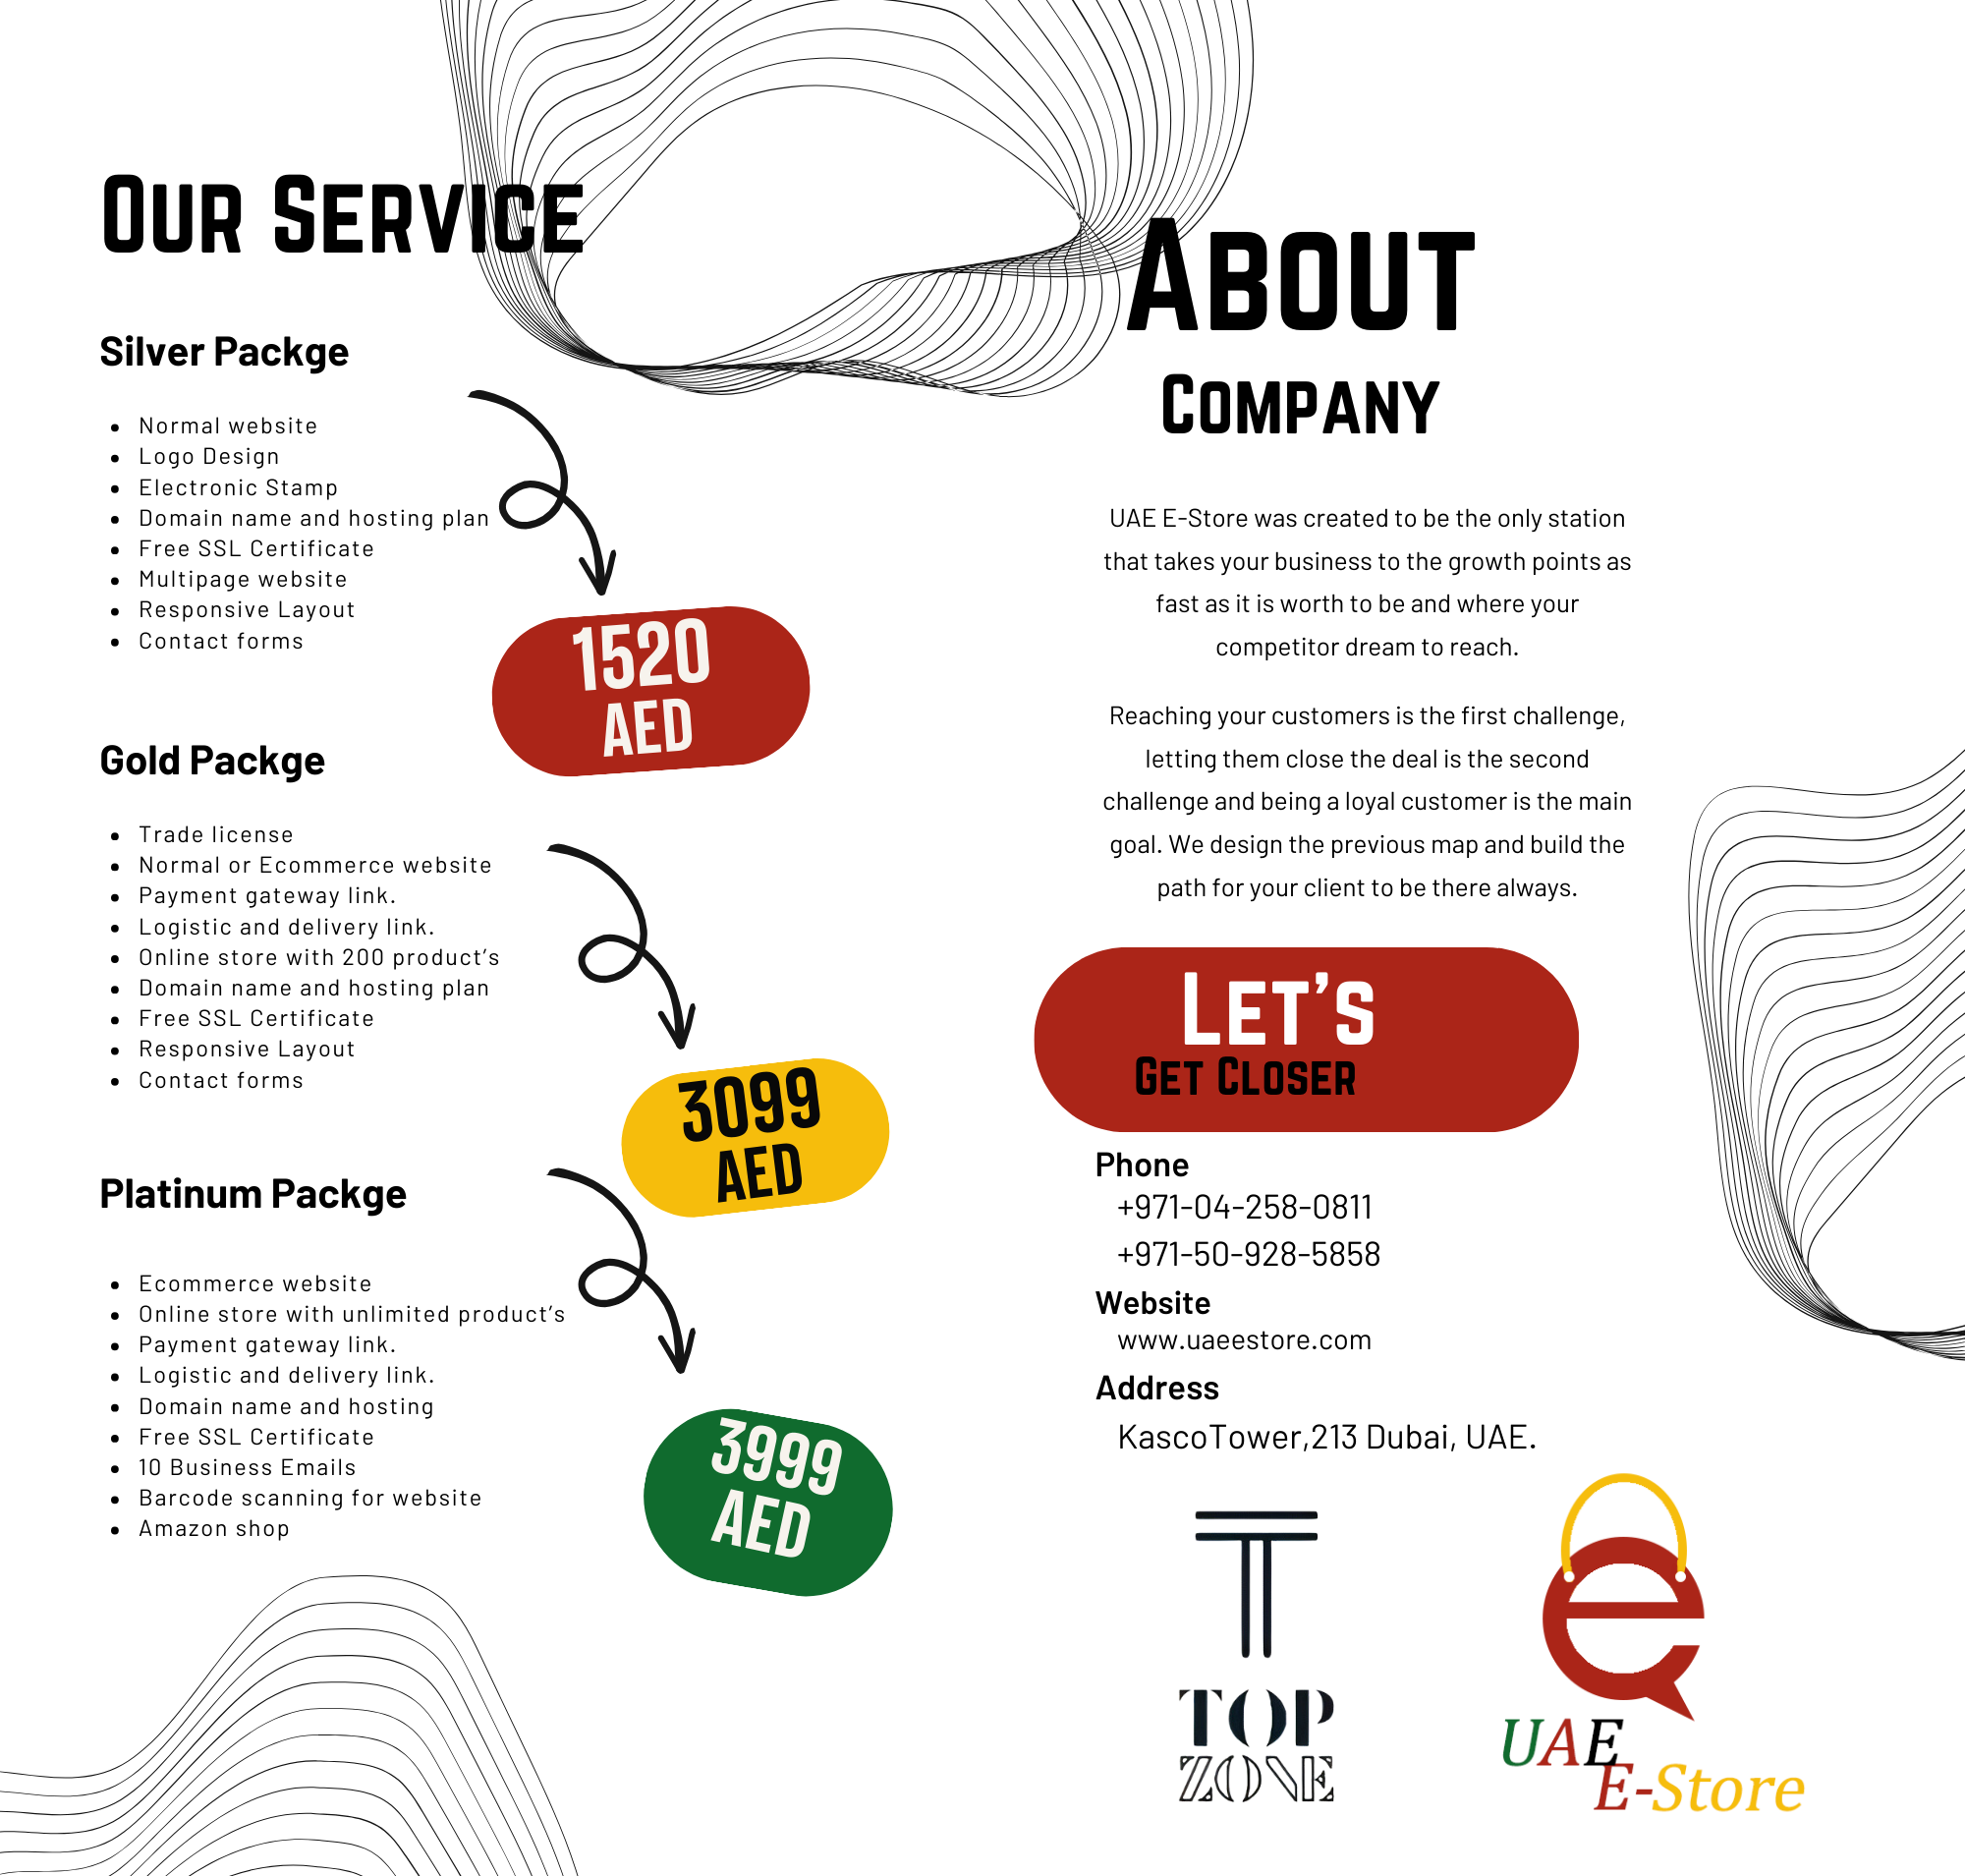 Our Service
Silver Packge
Normal website
Logo Design
Electronic Stamp
Domain name and hosting plan
Free SSL Certificate
Multipage website
Responsive Layout
Contact forms
1520
AED
Gold Packge
Trade license
Normal or Ecommerce website
Payment gateway link.
Logistic and delivery link.
Online store with 200 product's
Domain name and hosting plan
Free SSL Certificate
Responsive Layout
Contact forms
3099
AED
Platinum Packge
Ecommerce website
Online store with unlimited product's
Payment gateway link.
Logistic and delivery link.
Domain name and hosting
Free SSL Certificate
10 Business Emails
Barcode scanning for website
Amazon shop
3999
AED
About
Company
UAE E-Store was created to be the only station
that takes your business to the growth points as
fast as it is worth to be and where your
competitor dream to reach.
Reaching your customers is the first challenge,
letting them close the deal is the second
challenge and being a loyal customer is the main
goal. We design the previous map and build the
path for your client to be there always.
Let's
Get Closer
Phone
+971-04-258-0811
+971-50-928-5858
Website
www.uaeestore.com
Address
KascoTower,213 Dubai, UAE.
TOP
ZONE
UAE
E-Store